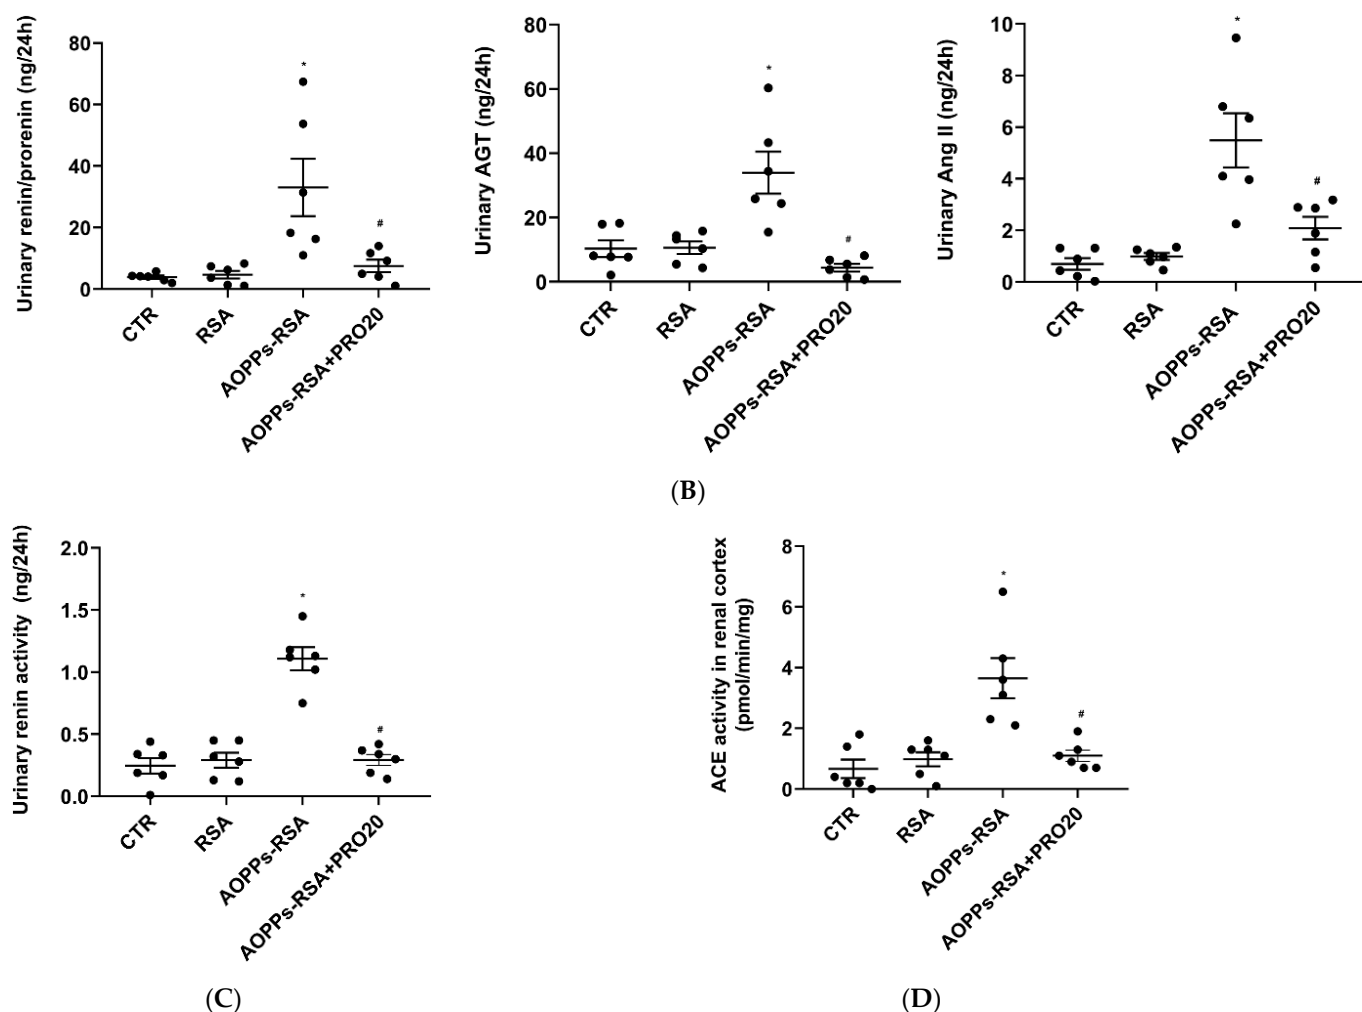 Urinary renin/prorenin (ng/24h)
80
60
40
20
0
*
#
CTR
RSA
AOPPs-RSA
AOPPs-RSA+PRO20
Urinary AGT (ng/24h)
80
60
40
20
0
*
#
CTR
RSA
AOPPs-RSA
AOPPs-RSA+PRO20
Urinary Ang II (ng/24h)
10
8
6
4
2
0
*
#
CTR
RSA
AOPPs-RSA
AOPPs-RSA+PRO20
(B)
Urinary renin activity (ng/24h)
2.0
1.5
1.0
0.5
0.0
*
#
CTR
RSA
AOPPs-RSA
AOPPs-RSA+PRO20
(C)
ACE activity in renal cortex
(pmol/min/mg)
8
6
4
2
0
*
#
CTR
RSA
AOPPs-RSA
AOPPs-RSA+PRO20
(D)